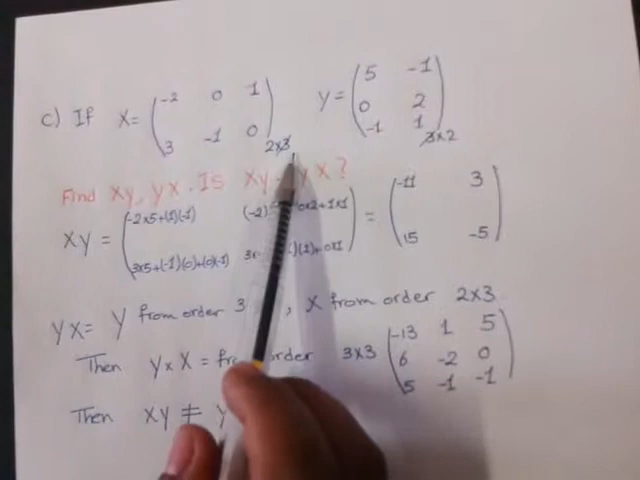 c) If X= (-2 0 1 Y= (5 -1
0 2
3 -1 0)2x3 -1 1)3x2
Find XY, YX. Is XY YX?
XY = (-2x5+(1)(-1) (-2) 0x2+1x1 = (-11 3
3x5+(-1)(0)+(0)(-1) 3x )(2)+0x1) 15 -5)
YX= Y from order 3 , X from order 2x3
Then YxX = from order 3x3 (-13 1 5
6 -2 0
5 -1 -1)
Then XY ≠ Y